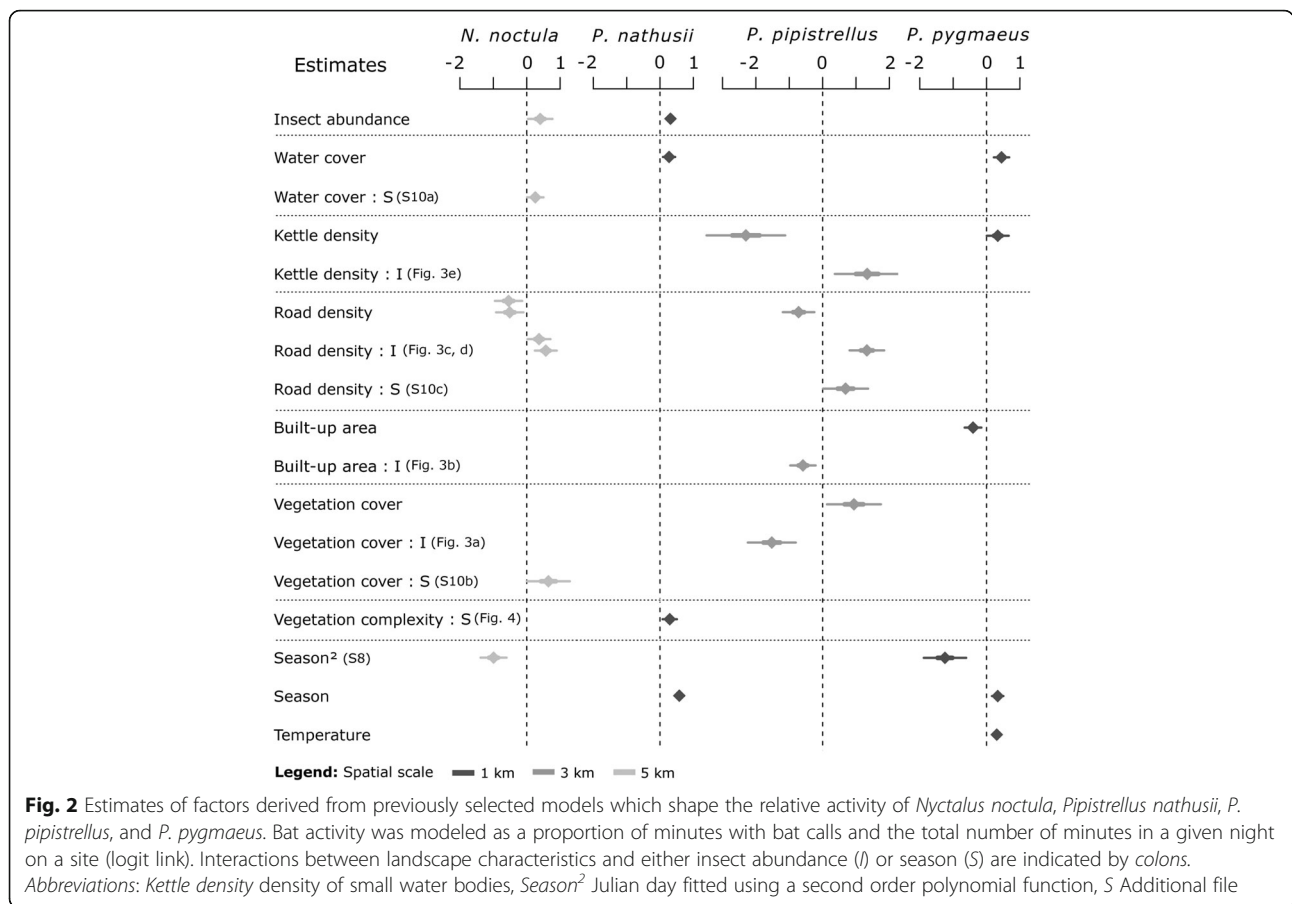 N. noctula P. nathusii P. pipistrellus P. pygmaeus
Estimates -2 0 1 -2 0 1 -2 0 2 -2 0 1
Insect abundance
Water cover
Water cover : S (S10a)
Kettle density
Kettle density : I (Fig. 3e)
Road density
Road density : I (Fig. 3c, d)
Road density : S (S10c)
Built-up area
Built-up area : I (Fig. 3b)
Vegetation cover
Vegetation cover : I (Fig. 3a)
Vegetation cover : S (S10b)
Vegetation complexity : S (Fig. 4)
Season² (S8)
Season
Temperature
Legend: Spatial scale 1 km 3 km 5 km
Fig. 2 Estimates of factors derived from previously selected models which shape the relative activity of Nyctalus noctula, Pipistrellus nathusii, P.
pipistrellus, and P. pygmaeus. Bat activity was modeled as a proportion of minutes with bat calls and the total number of minutes in a given night
on a site (logit link). Interactions between landscape characteristics and either insect abundance (I) or season (S) are indicated by colons.
Abbreviations: Kettle density density of small water bodies, Season² Julian day fitted using a second order polynomial function, S Additional file